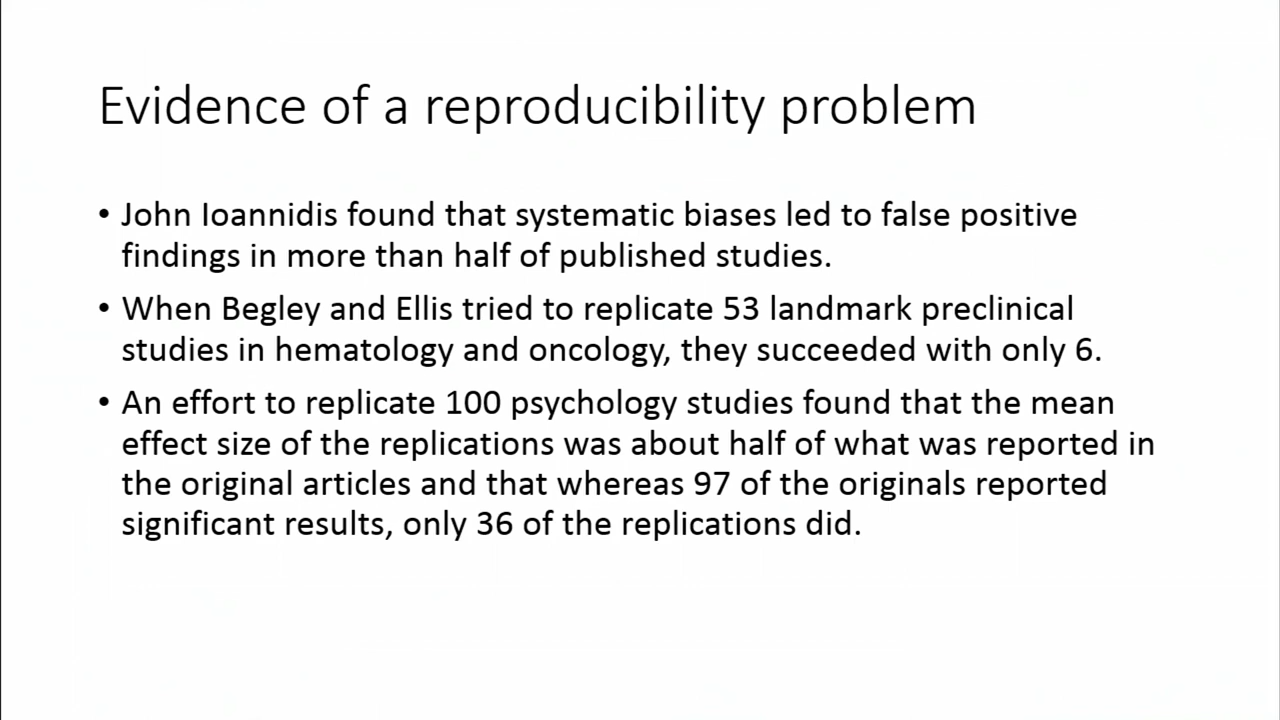 Evidence of a reproducibility problem
• John Ioannidis found that systematic biases led to false positive
findings in more than half of published studies.
• When Begley and Ellis tried to replicate 53 landmark preclinical
studies in hematology and oncology, they succeeded with only 6.
• An effort to replicate 100 psychology studies found that the mean
effect size of the replications was about half of what was reported in
the original articles and that whereas 97 of the originals reported
significant results, only 36 of the replications did.